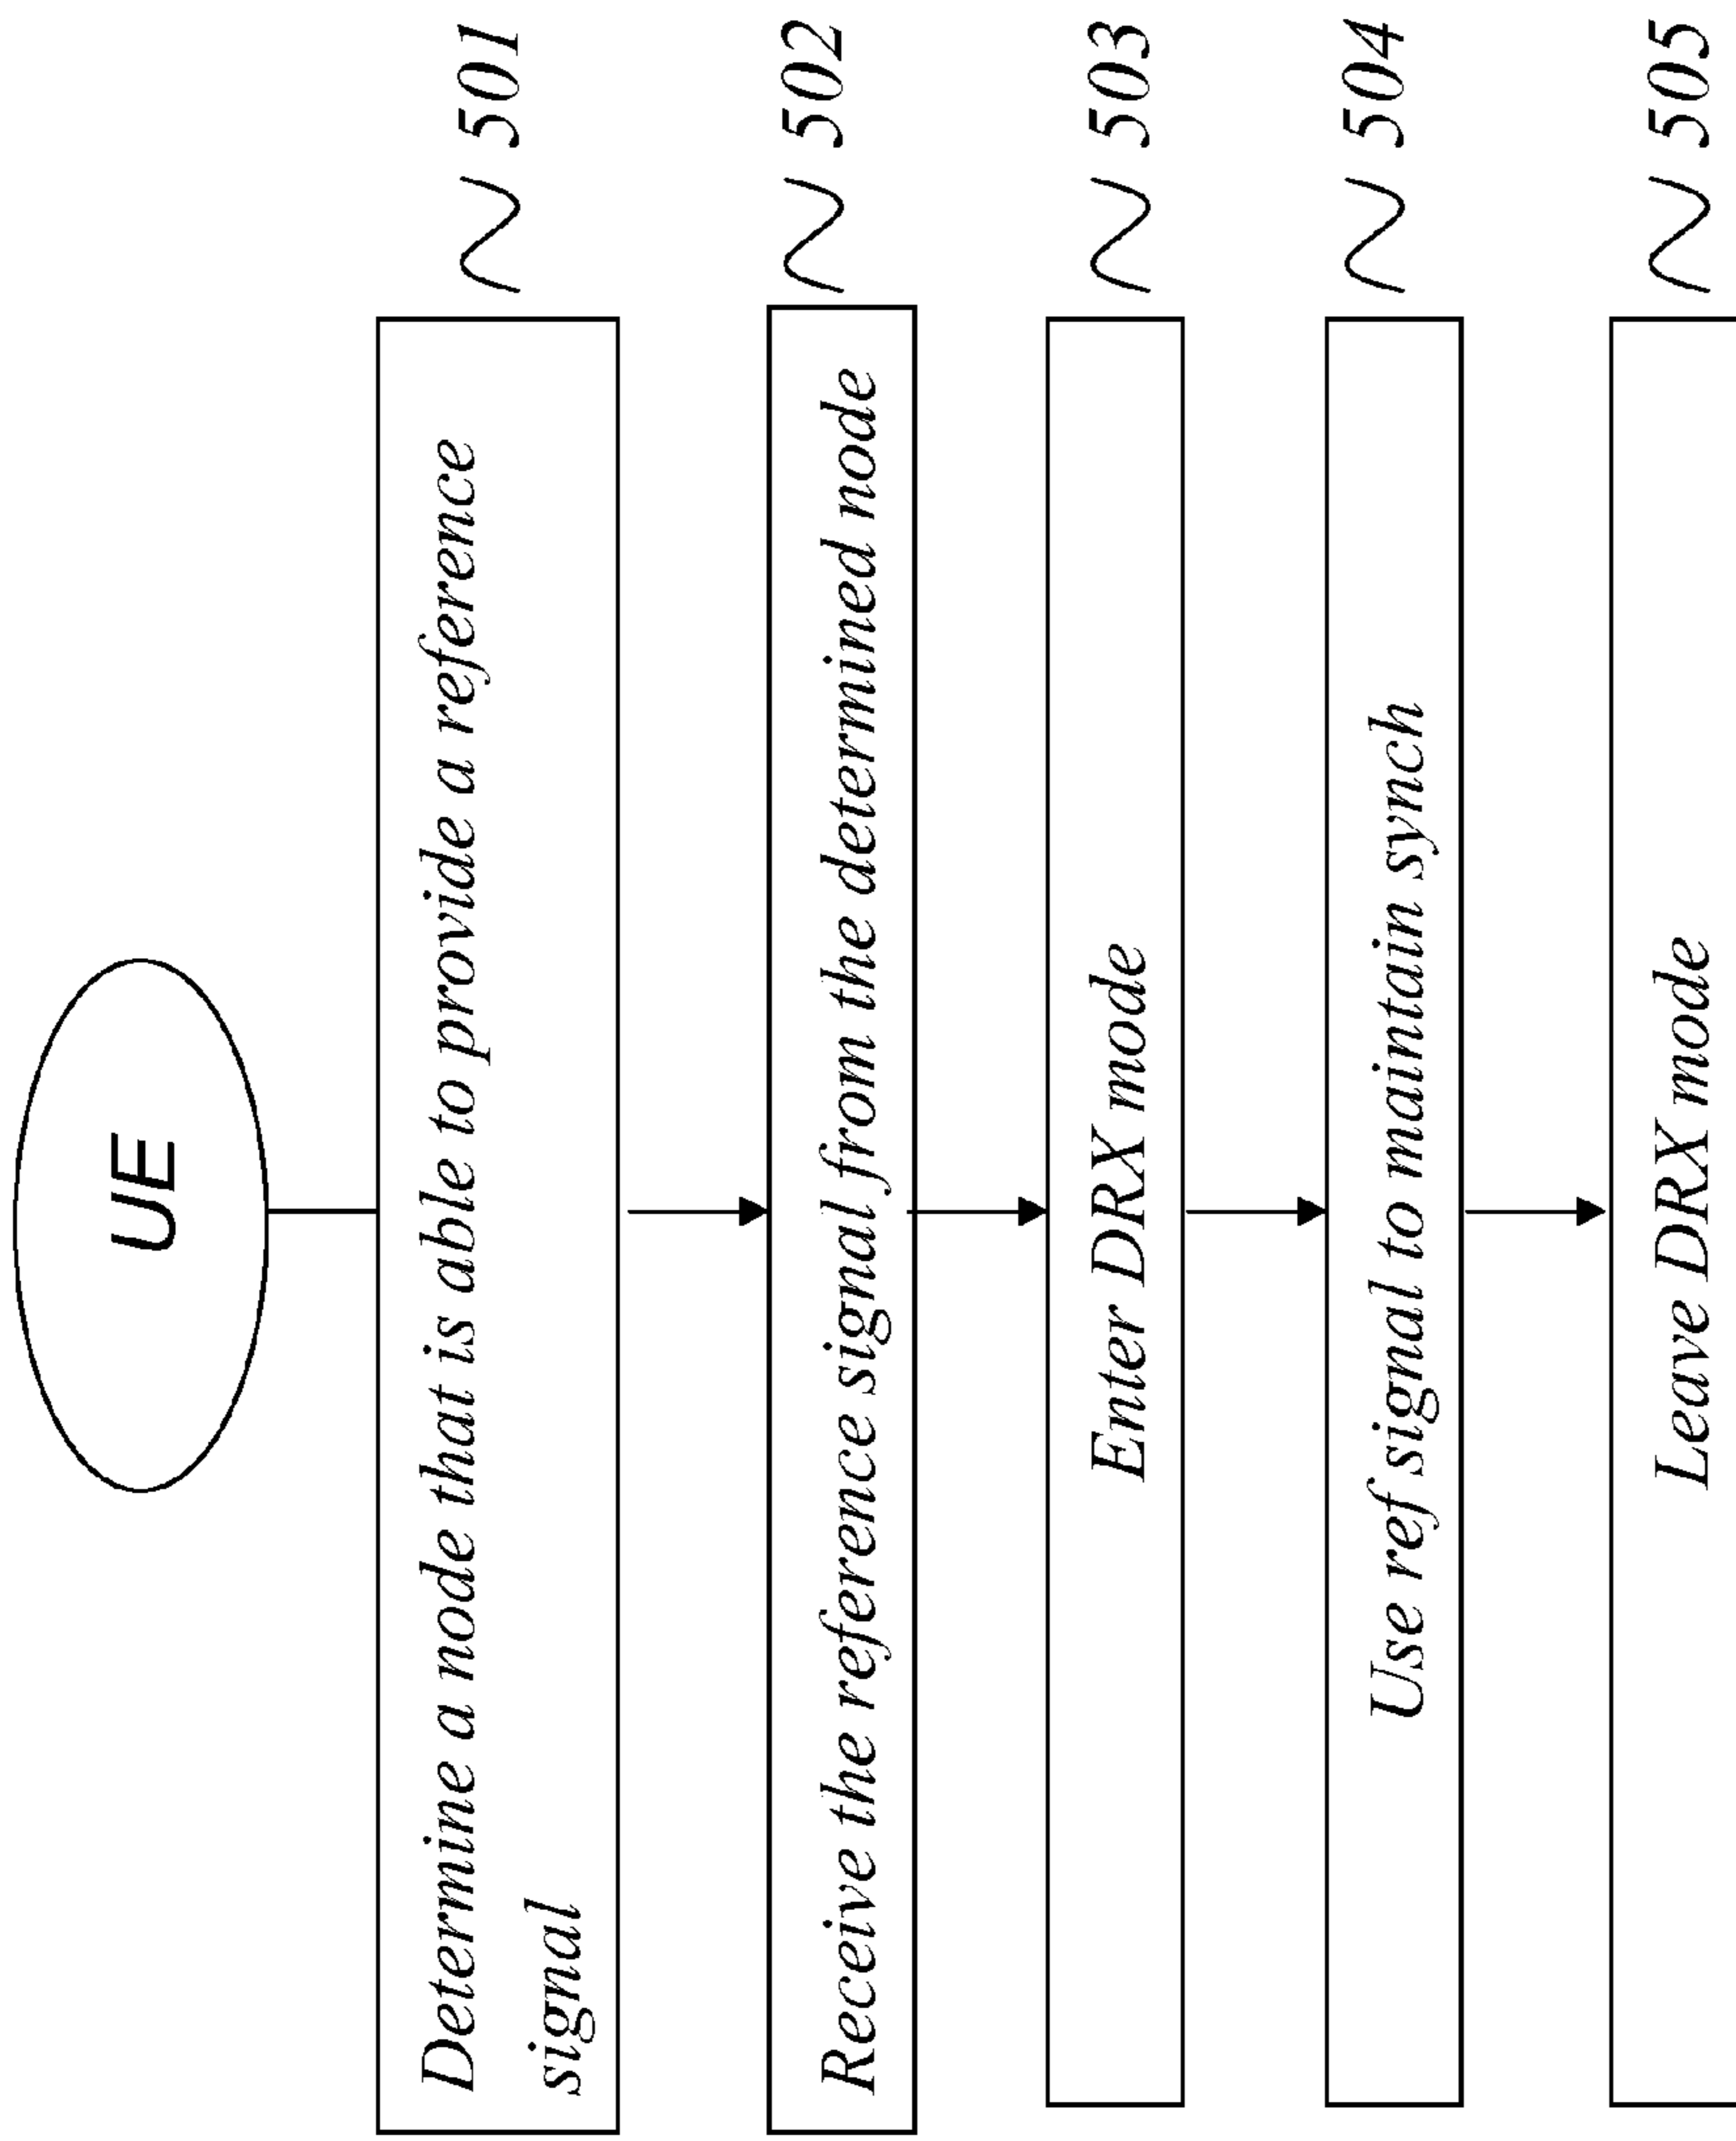 UE
Determine a node that is able to provide a reference
signal
501
Receive the reference signal from the determined node
502
Enter DRX mode
503
Use ref signal to maintain synch
504
Leave DRX mode
505